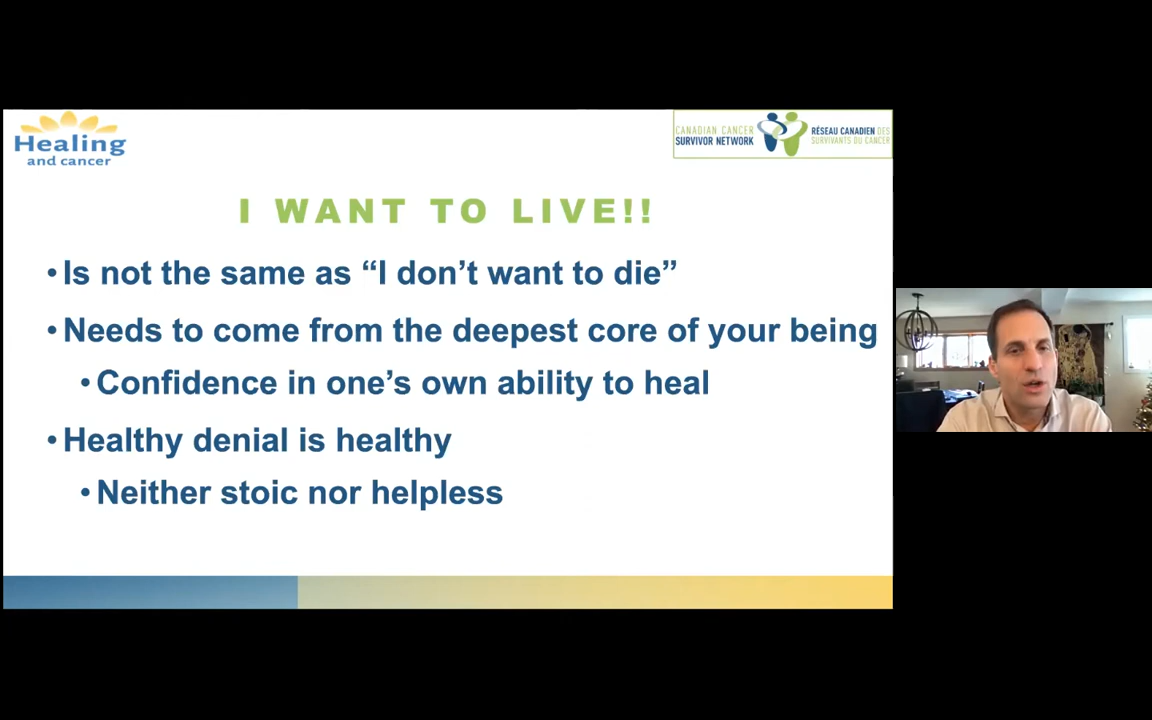 Healing
and cancer
CANADIAN CANCER
SURVIVOR NETWORK
RÉSEAU CANADIEN DES
SURVIVANTS DU CANCER
I WANT TO LIVE!!
•Is not the same as “I don’t want to die”
•Needs to come from the deepest core of your being
•Confidence in one’s own ability to heal
•Healthy denial is healthy
•Neither stoic nor helpless